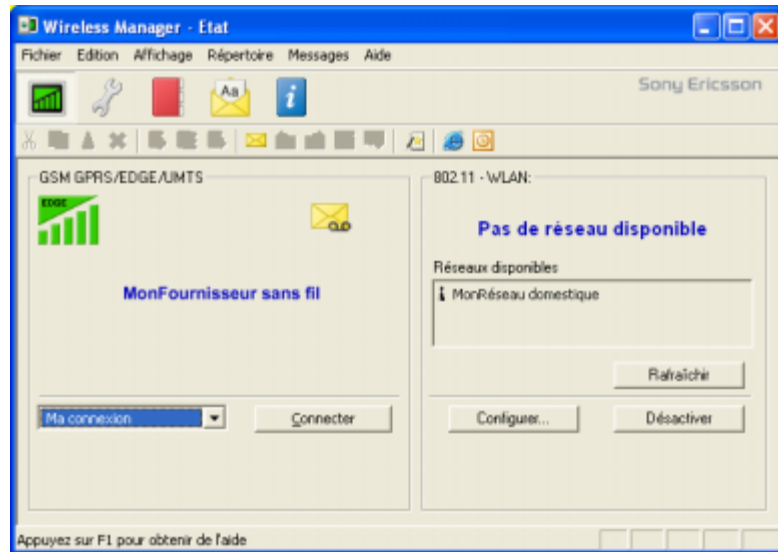 Wireless Manager - Etat
Fichier Edition Affichage Répertoire Messages Aide
Aa
i
Sony Ericsson
GSM GPRS/EDGE/UMTS
802.11 - WLAN:
EDGE
Pas de réseau disponible
MonFournisseur sans fil
Réseaux disponibles
MonRéseau domestique
Rafraîchir
Ma connexion
Connecter
Configurer...
Désactiver
Appuyez sur F1 pour obtenir de l'aide